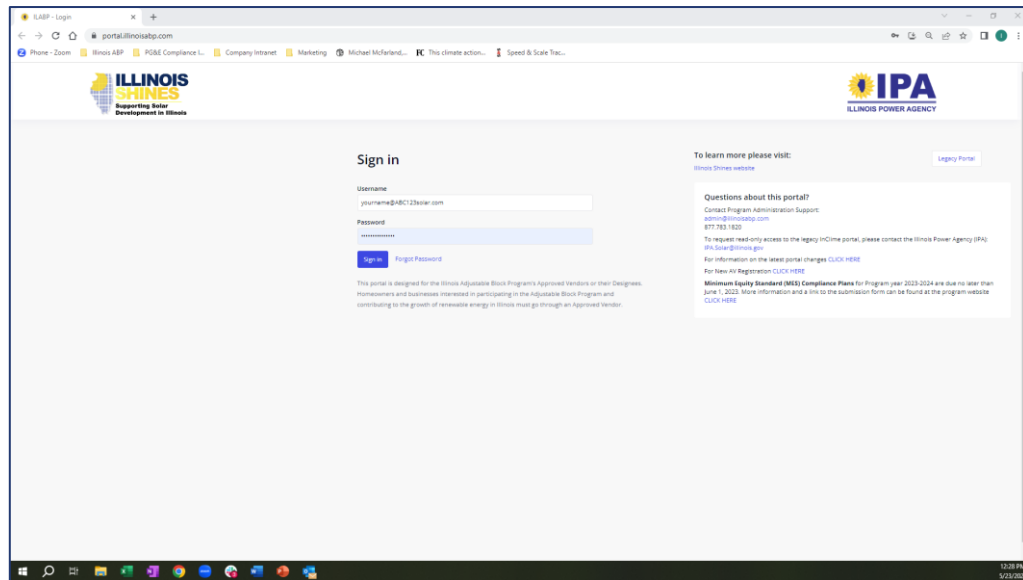 ILABP - Login
portal.illinoisabp.com
Phone - Zoom Illinois ABP PG&E Compliance I... Company Intranet Marketing Michael McFarland,... FC This climate action... Speed & Scale Trac...
ILLINOIS
SHINES
Supporting Solar
Development in Illinois
IPA
ILLINOIS POWER AGENCY
Sign in
Username
yourname@ABC123solar.com
Password
Sign in Forgot Password
This portal is designed for the Illinois Adjustable Block Program's Approved Vendors or their Designees.
Homeowners and businesses interested in participating in the Adjustable Block Program and
contributing to the growth of renewable energy in Illinois must go through an Approved Vendor.
To learn more please visit:
Illinois Shines website
Legacy Portal
Questions about this portal?
Contact Program Administration Support:
admin@illinoisabp.com
877.783.1820
To request read-only access to the legacy InClime portal, please contact the Illinois Power Agency (IPA):
IPA.Solar@illinois.gov
For information on the latest portal changes CLICK HERE
For New AV Registration CLICK HERE
Minimum Equity Standard (MES) Compliance Plans for Program year 2023-2024 are due no later than
June 1, 2023. More information and a link to the submission form can be found at the program website
CLICK HERE
12:28 PM